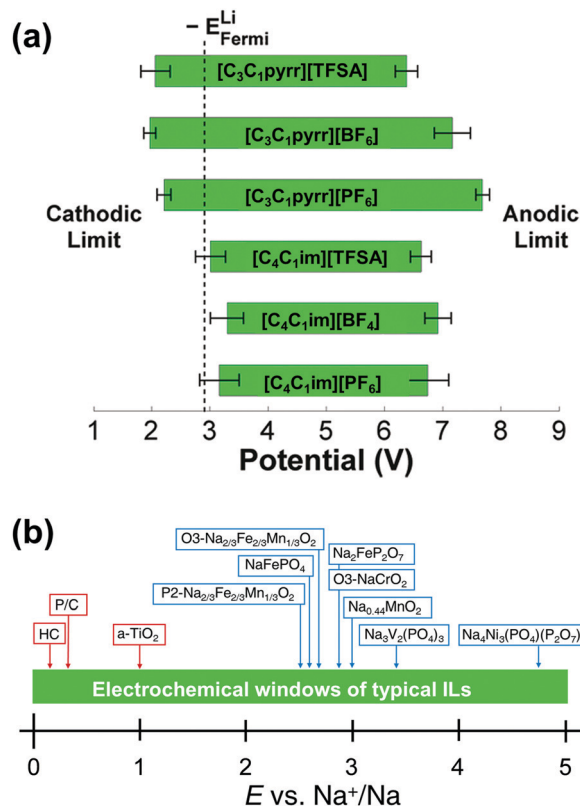 (a)
− E
Li
Fermi
[C₃C₁pyrr][TFSA]
[C₃C₁pyrr][BF₆]
[C₃C₁pyrr][PF₆]
Cathodic
Limit
Anodic
Limit
[C₄C₁im][TFSA]
[C₄C₁im][BF₄]
[C₄C₁im][PF₆]
1 2 3 4 5 6 7 8 9
Potential (V)
(b)
O3-Na₂/₃Fe₂/₃Mn₁/₃O₂
Na₂FeP₂O₇
NaFePO₄
O3-NaCrO₂
P/C
P2-Na₂/₃Fe₂/₃Mn₁/₃O₂
Na₀.₄₄MnO₂
HC
a-TiO₂
Na₃V₂(PO₄)₃
Na₄Ni₃(PO₄)(P₂O₇)
Electrochemical windows of typical ILs
0 1 2 3 4 5
E vs. Na⁺/Na